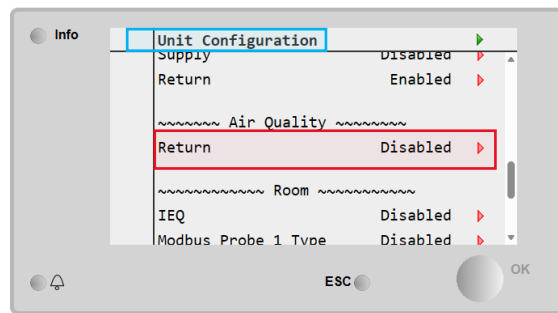 Info
Unit Configuration
Supply Disabled
Return Enabled
~~~~~~~ Air Quality ~~~~~~~~
Return Disabled
~~~~~~~~~~~~ Room ~~~~~~~~~~~
IEQ Disabled
Modbus Probe 1 Type Disabled
ESC
OK